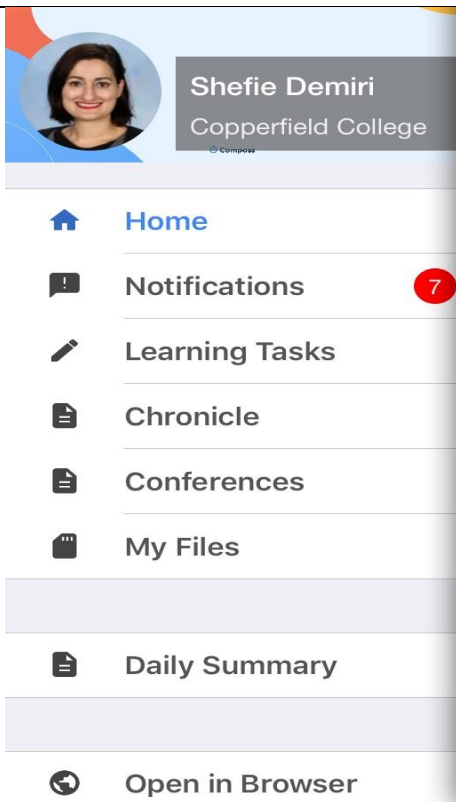 Shefie Demiri
Copperfield College
Compass
Home
Notifications
7
Learning Tasks
Chronicle
Conferences
My Files
Daily Summary
Open in Browser